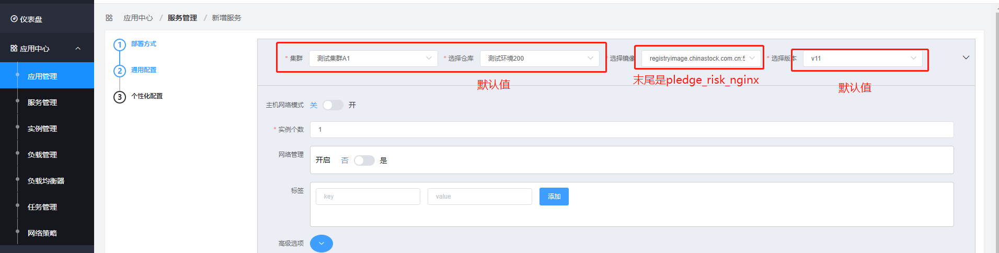 仪表盘
应用中心
应用管理
服务管理
实例管理
负载管理
负载均衡器
任务管理
网络策略
应用中心 / 服务管理 / 新增服务
1 部署方式
2 通用配置
3 个性化配置
* 集群 测试集群A1 * 选择仓库 测试环境200 * 选择镜像 registryimage.chinastock.com.cn:5 * 选择版本 v11
默认值 末尾是pledge_risk_nginx 默认值
主机网络模式 关 开
* 实例个数 1
网络管理 开启 否 是
标签 key value 添加
高级选项